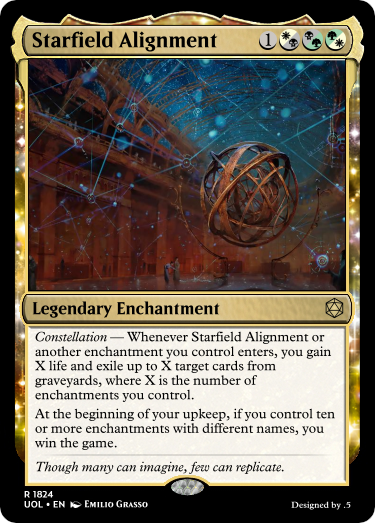 Starfield Alignment 1
Legendary Enchantment
Constellation — Whenever Starfield Alignment or
another enchantment you control enters, you gain
X life and exile up to X target cards from
graveyards, where X is the number of
enchantments you control.
At the beginning of your upkeep, if you control ten
or more enchantments with different names, you
win the game.
Though many can imagine, few can replicate.
R 1824
UOL • EN Emilio Grasso
Designed by .5